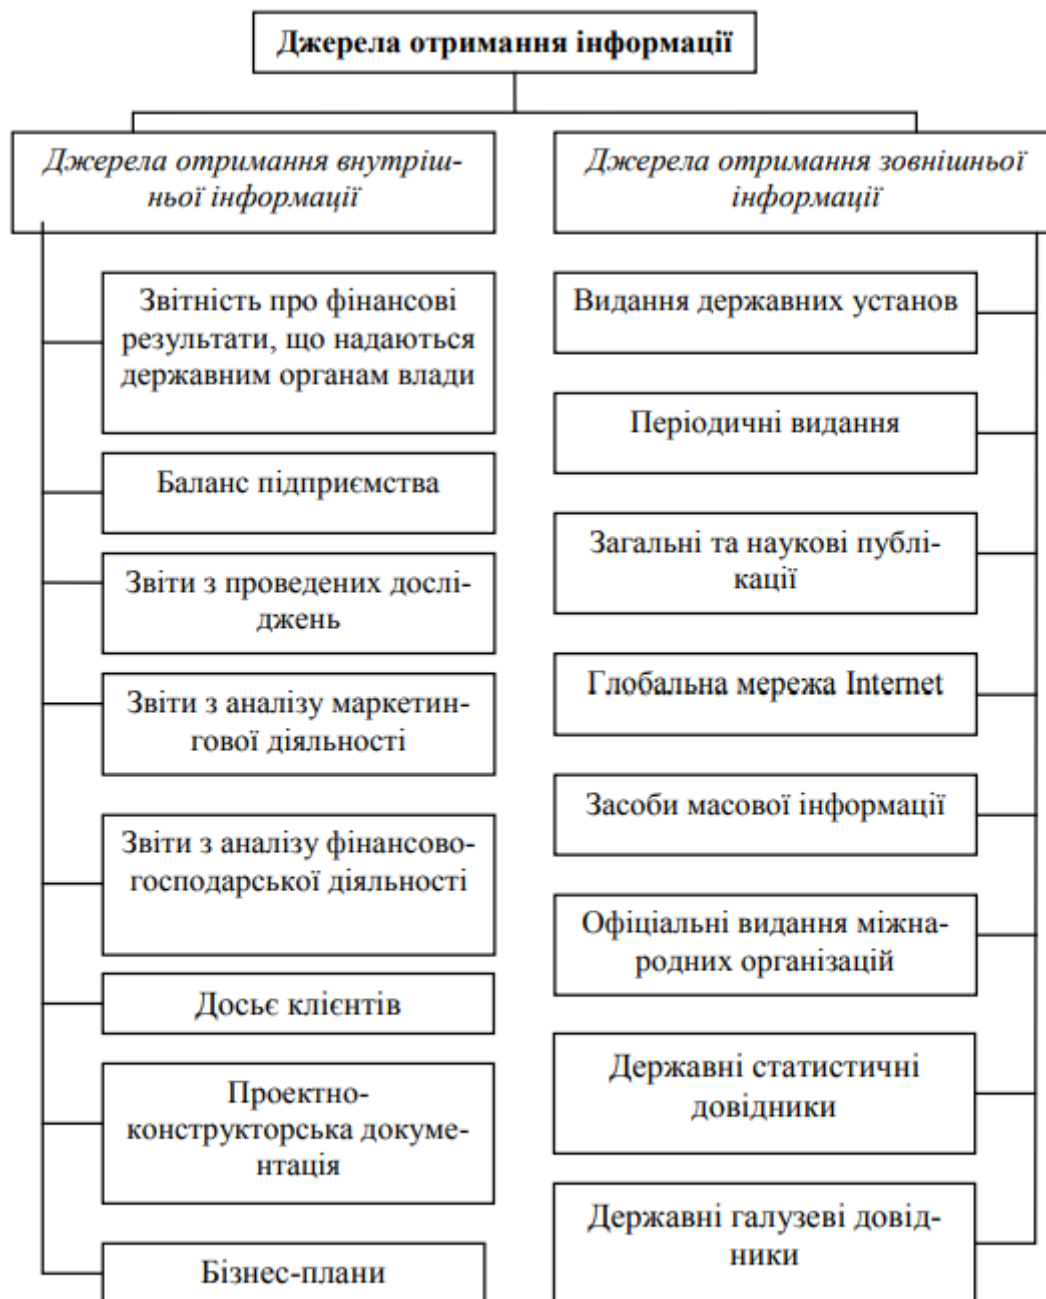 Джерела отримання інформації
Джерела отримання внутріш-
ньої інформації
Звітність про фінансові
результати, що надаються
державним органам влади
Баланс підприємства
Звіти з проведених дослі-
джень
Звіти з аналізу маркетин-
гової діяльності
Звіти з аналізу фінансово-
господарської діяльності
Досьє клієнтів
Проектно-
конструкторська докуме-
нтація
Бізнес-плани
Джерела отримання зовнішньої
інформації
Видання державних установ
Періодичні видання
Загальні та наукові публі-
кації
Глобальна мережа Internet
Засоби масової інформації
Офіціальні видання міжна-
родних організацій
Державні статистичні
довідники
Державні галузеві довід-
ники